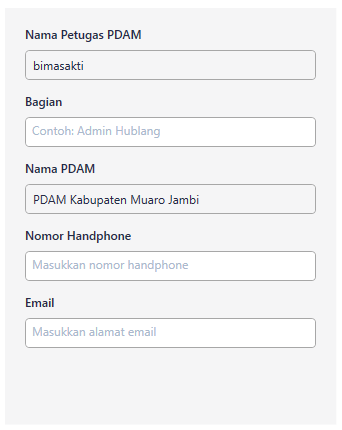 Nama Petugas PDAM
bimasakti
Bagian
Contoh: Admin Hublang
Nama PDAM
PDAM Kabupaten Muaro Jambi
Nomor Handphone
Masukkan nomor handphone
Email
Masukkan alamat email